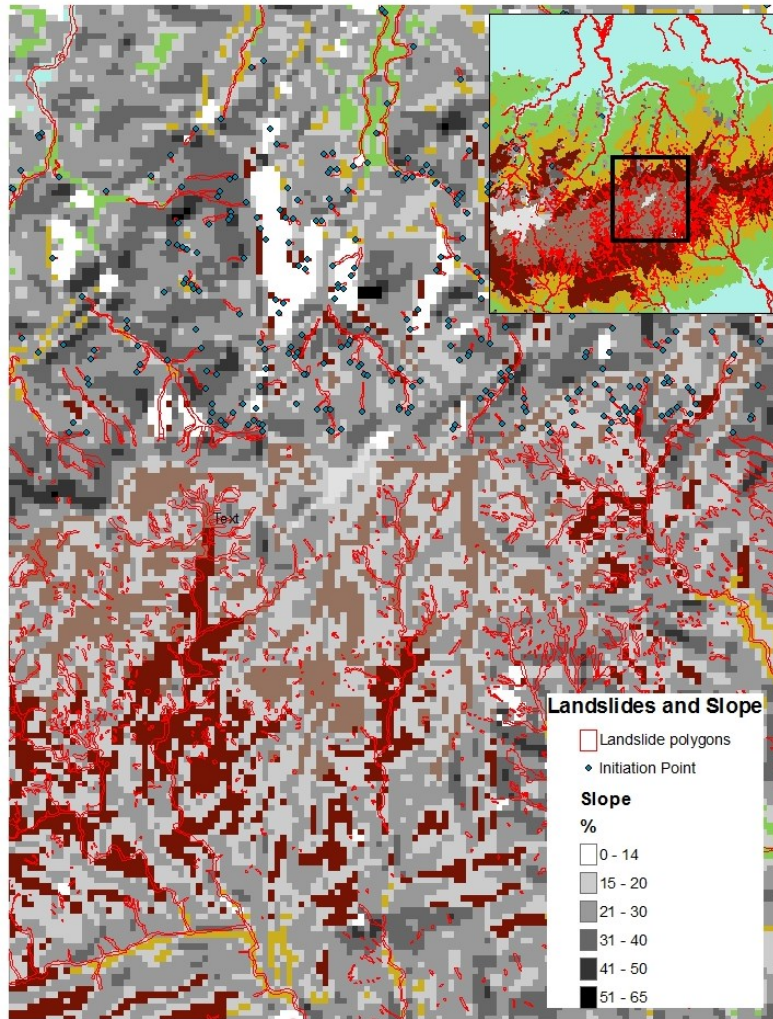 Text
Landslides and Slope
Landslide polygons
Initiation Point
Slope
%
0 - 14
15 - 20
21 - 30
31 - 40
41 - 50
51 - 65